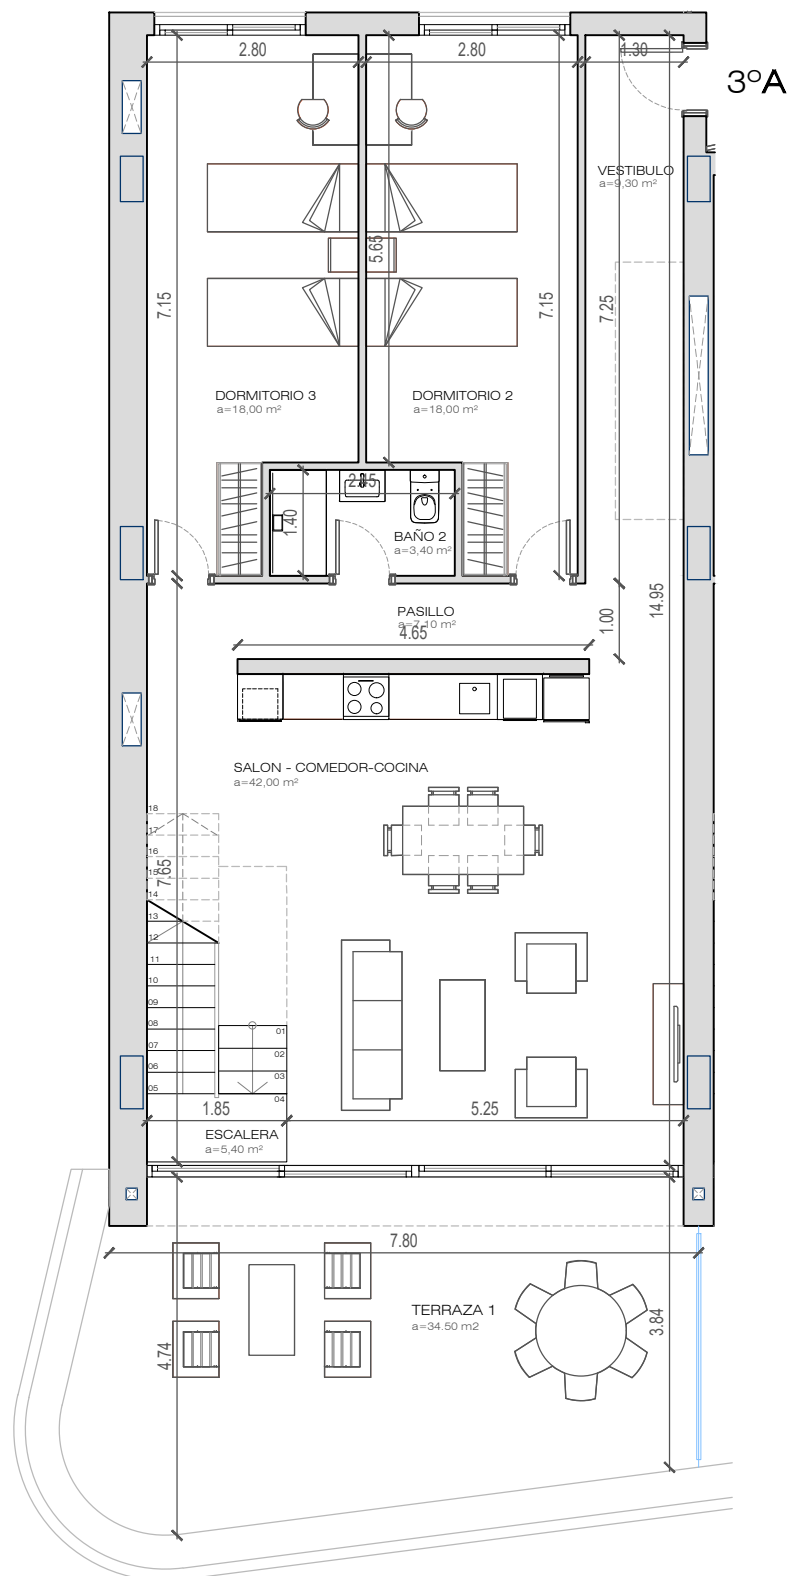 2.80
2.80
1.30
3ºA
VESTIBULO
a=9,30 m²
5.65
7.15
7.15
7.25
DORMITORIO 3
a=18,00 m²
DORMITORIO 2
a=18,00 m²
2.45
1.40
BAÑO 2
a=3,40 m²
14.95
PASILLO
a=7,10 m²
4.65
1.00
SALON - COMEDOR-COCINA
a=42,00 m²
18
17
16
15
7.65
14
13
12
11
10
09
08
07
06
05
01
02
03
04
1.85
5.25
ESCALERA
a=5,40 m²
7.80
TERRAZA 1
a=34.50 m2
4.74
3.84